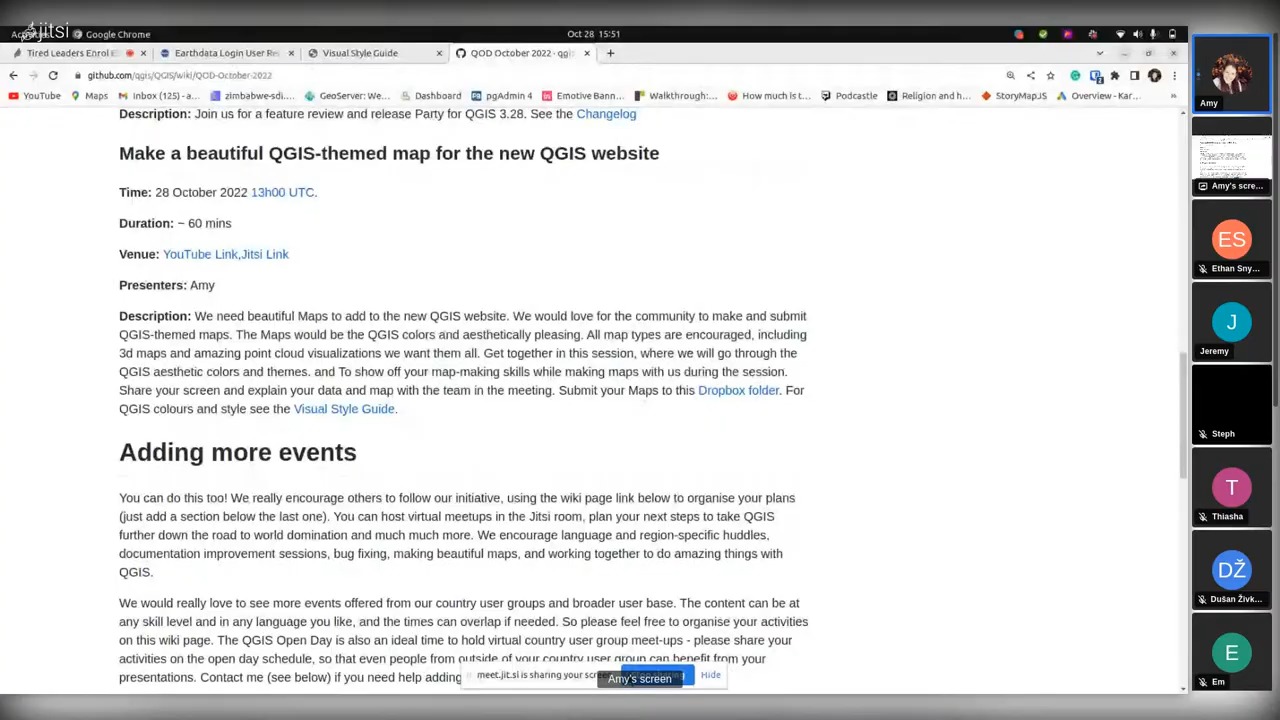 jitsi
Google Chrome
Oct 28 15:51
Tired Leaders Enrol E
Earthdata Login User Re
Visual Style Guide
QOD October 2022 · qgi
github.com/qgis/QGIS/wiki/QOD-October-2022
YouTube
Maps
Inbox (125) - a...
zimbabwe-sdi...
GeoServer: We...
Dashboard
pgAdmin 4
Emotive Bann...
Walkthrough:...
How much is t...
Podcastle
Religion and h...
StoryMapJS
Overview - Kar...
»
Description: Join us for a feature review and release Party for QGIS 3.28. See the Changelog
Make a beautiful QGIS-themed map for the new QGIS website
Time: 28 October 2022 13h00 UTC.
Duration: ~ 60 mins
Venue: YouTube Link,Jitsi Link
Presenters: Amy
Description: We need beautiful Maps to add to the new QGIS website. We would love for the community to make and submit
QGIS-themed maps. The Maps would be the QGIS colors and aesthetically pleasing. All map types are encouraged, including
3d maps and amazing point cloud visualizations we want them all. Get together in this session, where we will go through the
QGIS aesthetic colors and themes. and To show off your map-making skills while making maps with us during the session.
Share your screen and explain your data and map with the team in the meeting. Submit your Maps to this Dropbox folder. For
QGIS colours and style see the Visual Style Guide.
Adding more events
You can do this too! We really encourage others to follow our initiative, using the wiki page link below to organise your plans
(just add a section below the last one). You can host virtual meetups in the Jitsi room, plan your next steps to take QGIS
further down the road to world domination and much much more. We encourage language and region-specific huddles,
documentation improvement sessions, bug fixing, making beautiful maps, and working together to do amazing things with
QGIS.
We would really love to see more events offered from our country user groups and broader user base. The content can be at
any skill level and in any language you like, and the times can overlap if needed. So please feel free to organise your activities
on this wiki page. The QGIS Open Day is also an ideal time to hold virtual country user group meet-ups - please share your
activities on the open day schedule, so that even people from outside of your country user group can benefit from your
presentations. Contact me (see below) if you need help adding
meet.jit.si is sharing your scree
Hide
Amy's screen
Amy
Amy's scre...
ES
Ethan Sny...
J
Jeremy
Steph
T
Thiasha
DŽ
Dušan Živk...
E
Em